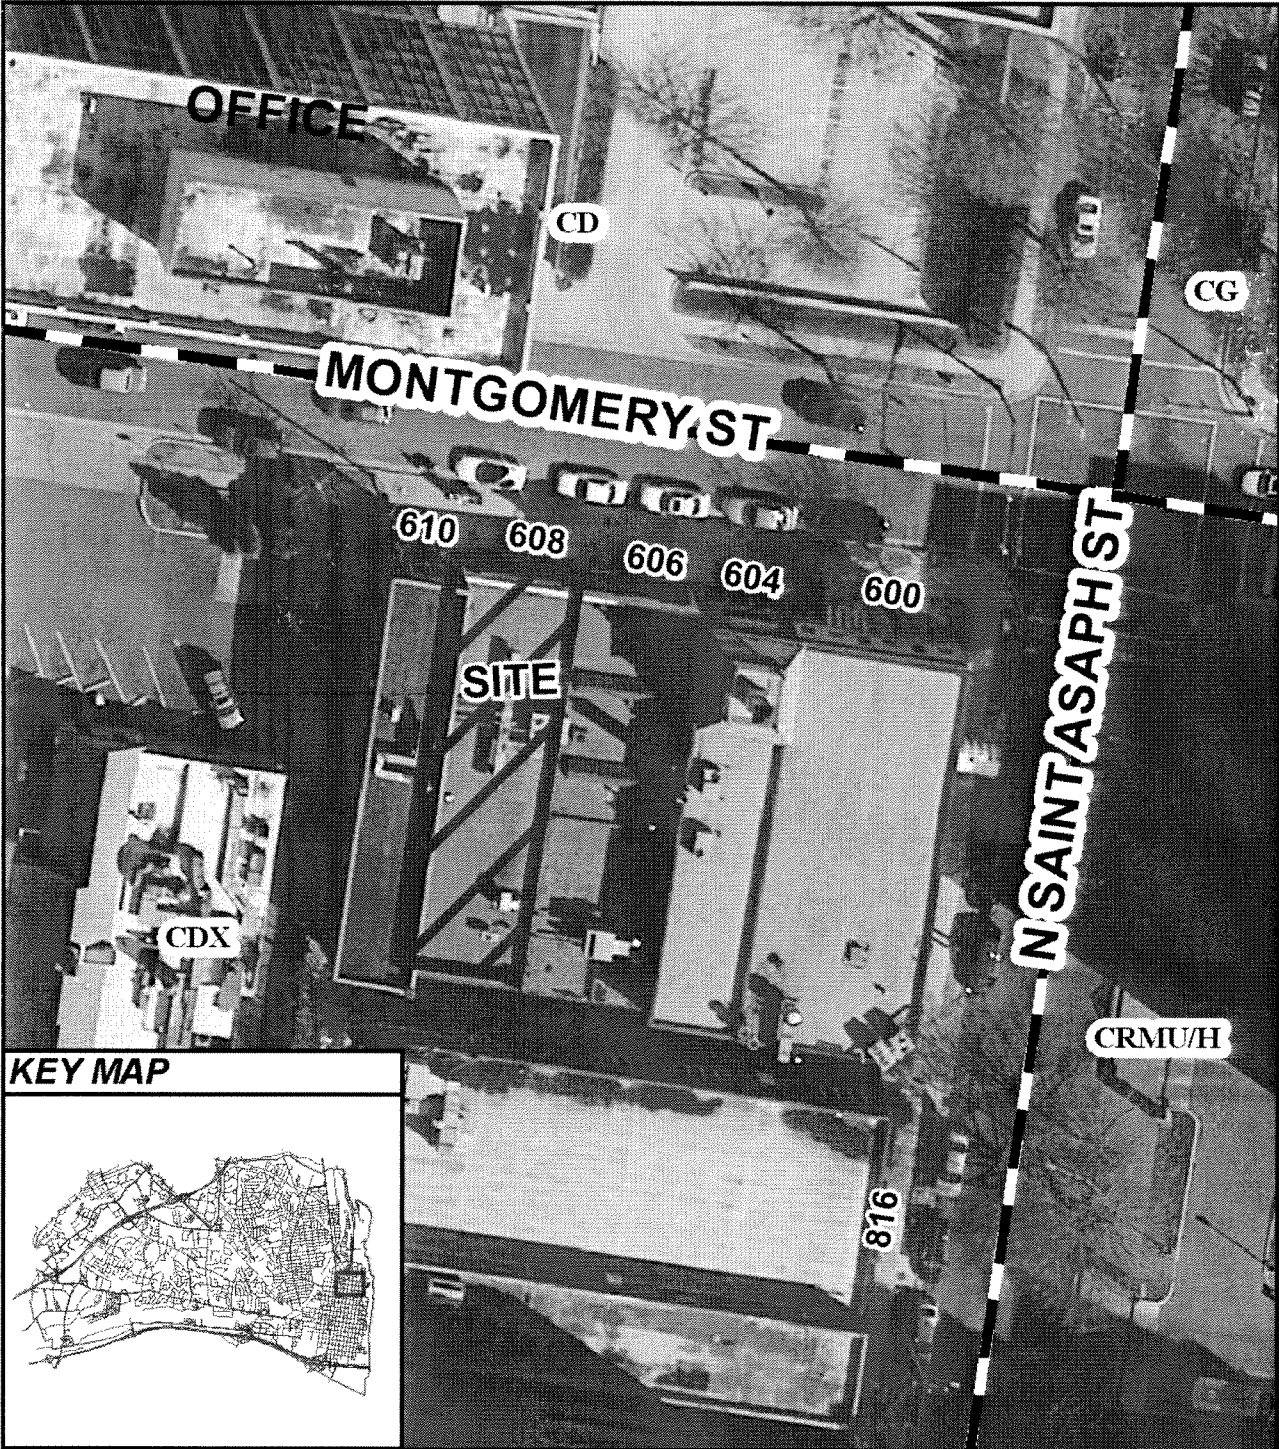 OFFICE
CD
CG
MONTGOMERY ST
610
608
606
604
600
N SAINT ASAPH ST
SITE
CDX
CRMU/H
KEY MAP
816